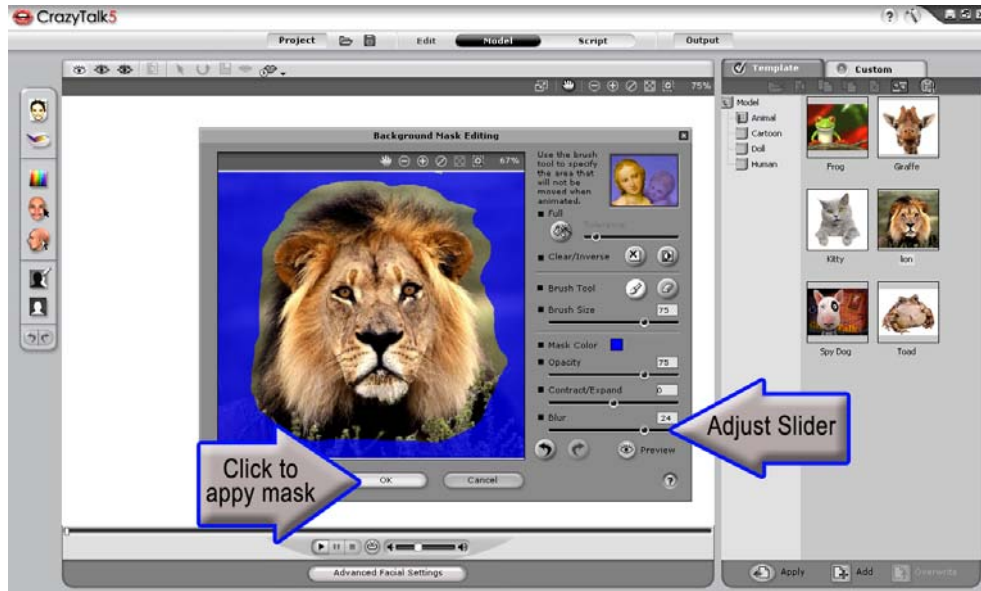 CrazyTalk5
Project Edit Model Script Output
75%
Template Custom
Model
Animal
Cartoon
Doll
Human
Frog Giraffe
Kitty lion
Spy Dog Toad
Background Mask Editing
67%
Use the brush
tool to specify
the area that
will not be
moved when
animated.
Full
Tolerance
Clear/Inverse
Brush Tool
Brush Size 75
Mask Color
Opacity 75
Contract/Expand 0
Blur 24
Preview
OK Cancel
Adjust Slider
Click to
appy mask
Advanced Facial Settings
Apply Add Overwrite